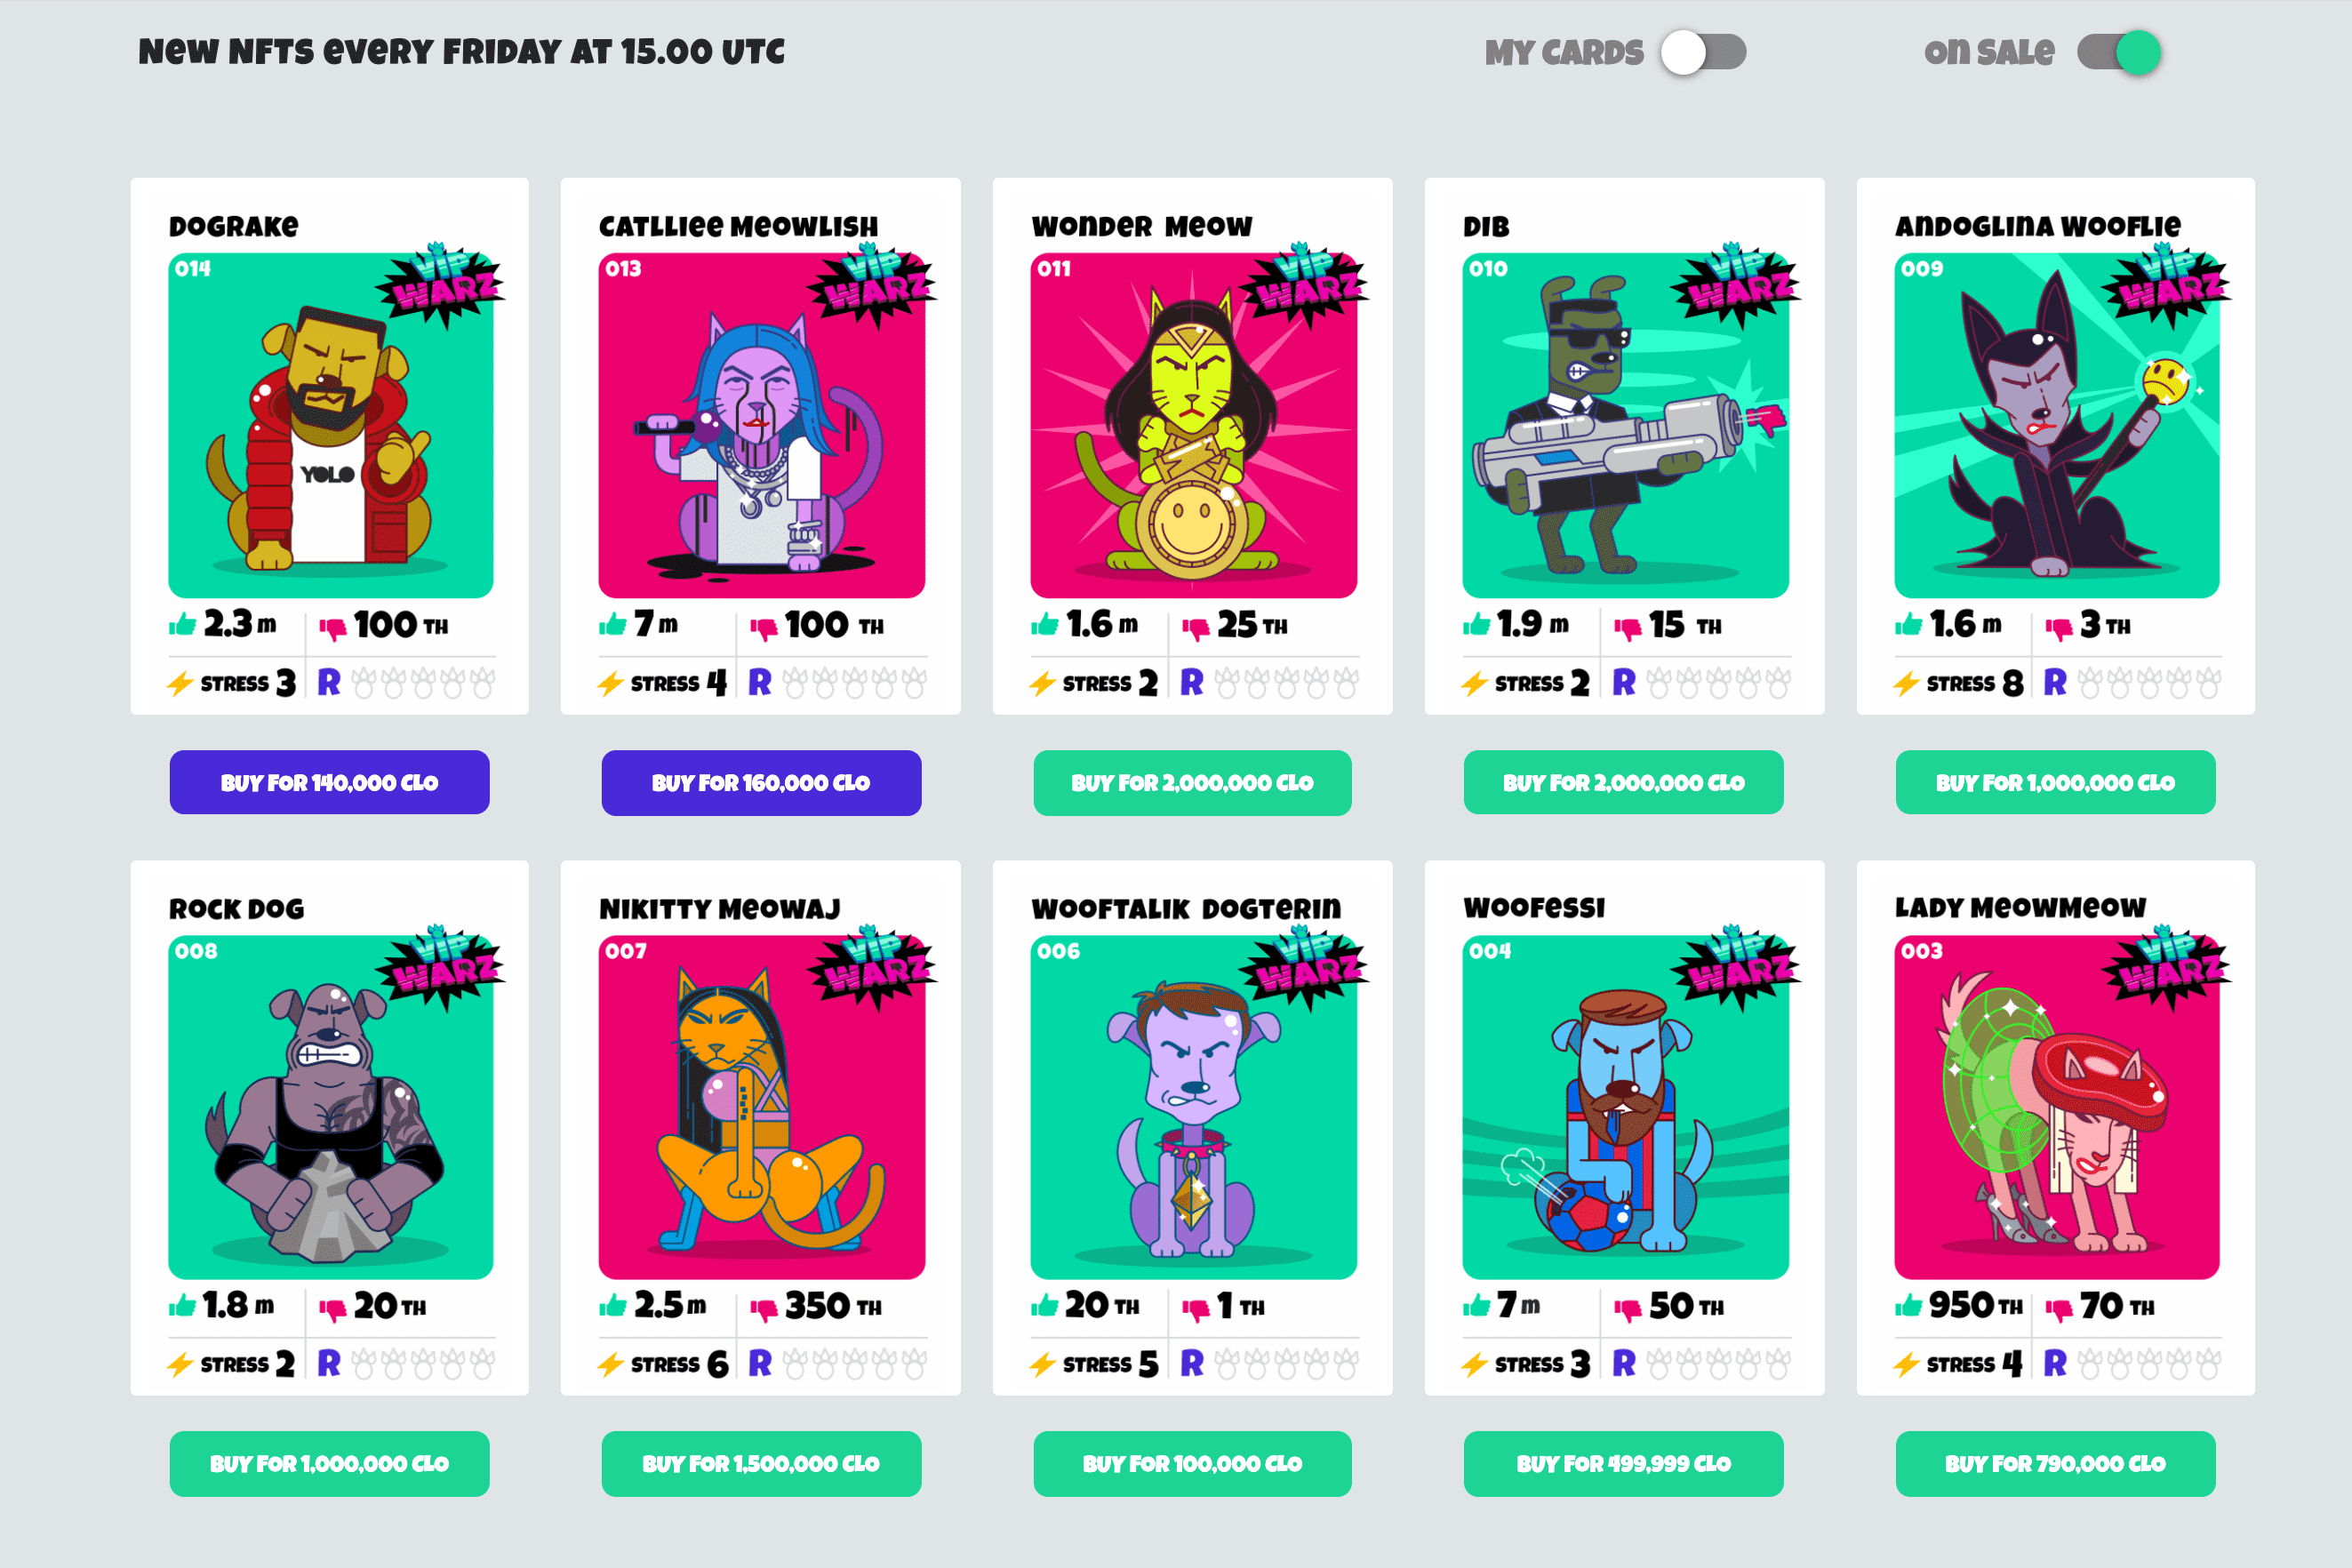 NEW NFTS EVERY FRIDAY AT 15.00 UTC
MY CARDS
ON SALE
DOGRAKE
014
VIP
WARZ
YOLO
2.3 m
100 TH
STRESS 3
R
BUY FOR 140,000 CLO
CATLLIEE MEOWLISH
013
VIP
WARZ
7 m
100 TH
STRESS 4
R
BUY FOR 160,000 CLO
WONDER MEOW
011
VIP
WARZ
1.6 m
25 TH
STRESS 2
R
BUY FOR 2,000,000 CLO
DIB
010
VIP
WARZ
1.9 m
15 TH
STRESS 2
R
BUY FOR 2,000,000 CLO
ANDOGLINA WOOFLIE
009
VIP
WARZ
1.6 m
3 TH
STRESS 8
R
BUY FOR 1,000,000 CLO
ROCK DOG
008
VIP
WARZ
1.8 m
20 TH
STRESS 2
R
BUY FOR 1,000,000 CLO
NIKITTY MEOWAJ
007
VIP
WARZ
2.5 m
350 TH
STRESS 6
R
BUY FOR 1,500,000 CLO
WOOFTALIK DOGTERIN
006
VIP
WARZ
20 TH
1 TH
STRESS 5
R
BUY FOR 100,000 CLO
WOOFESSI
004
VIP
WARZ
7 m
50 TH
STRESS 3
R
BUY FOR 499,999 CLO
LADY MEOWMEOW
003
VIP
WARZ
950 TH
70 TH
STRESS 4
R
BUY FOR 790,000 CLO